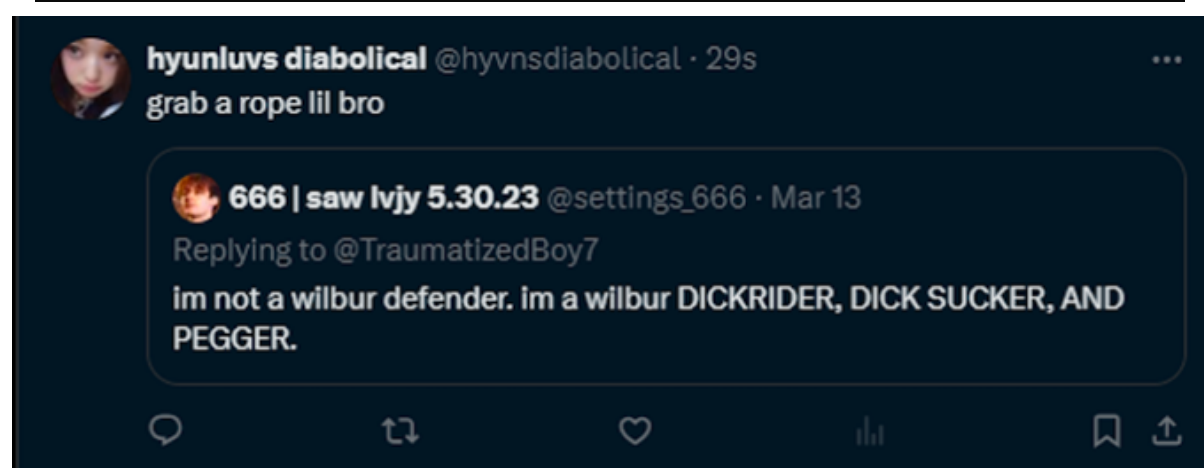 hyunluvs diabolical @hyvnsdiabolical · 29s
grab a rope lil bro
666 | saw lvjy 5.30.23 @settings_666 · Mar 13
Replying to @TraumatizedBoy7
im not a wilbur defender. im a wilbur DICKRIDER, DICK SUCKER, AND
PEGGER.